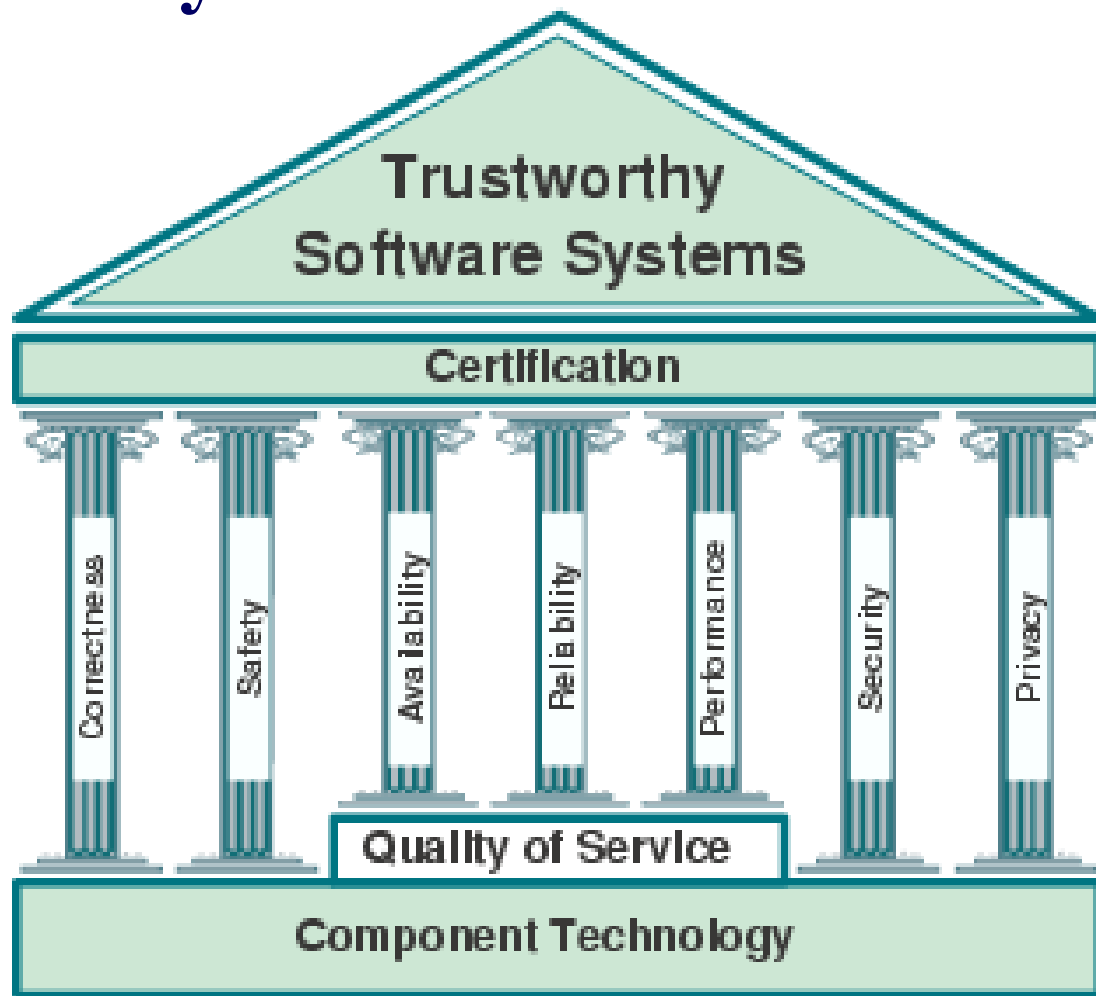 Trustworthy
Software Systems
Certification
Correctness
Safety
Availability
Reliability
Performance
Security
Privacy
Quality of Service
Component Technology